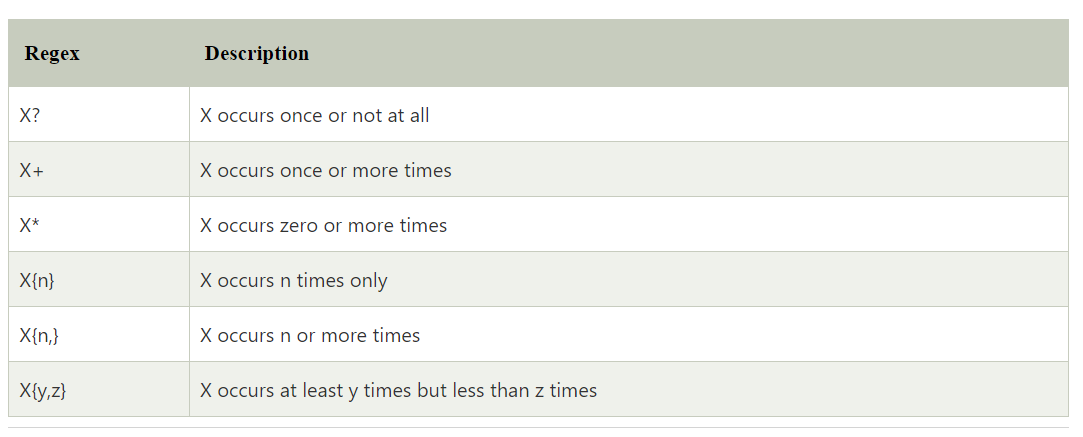 Regex Description
X? X occurs once or not at all
X+ X occurs once or more times
X* X occurs zero or more times
X{n} X occurs n times only
X{n,} X occurs n or more times
X{y,z} X occurs at least y times but less than z times